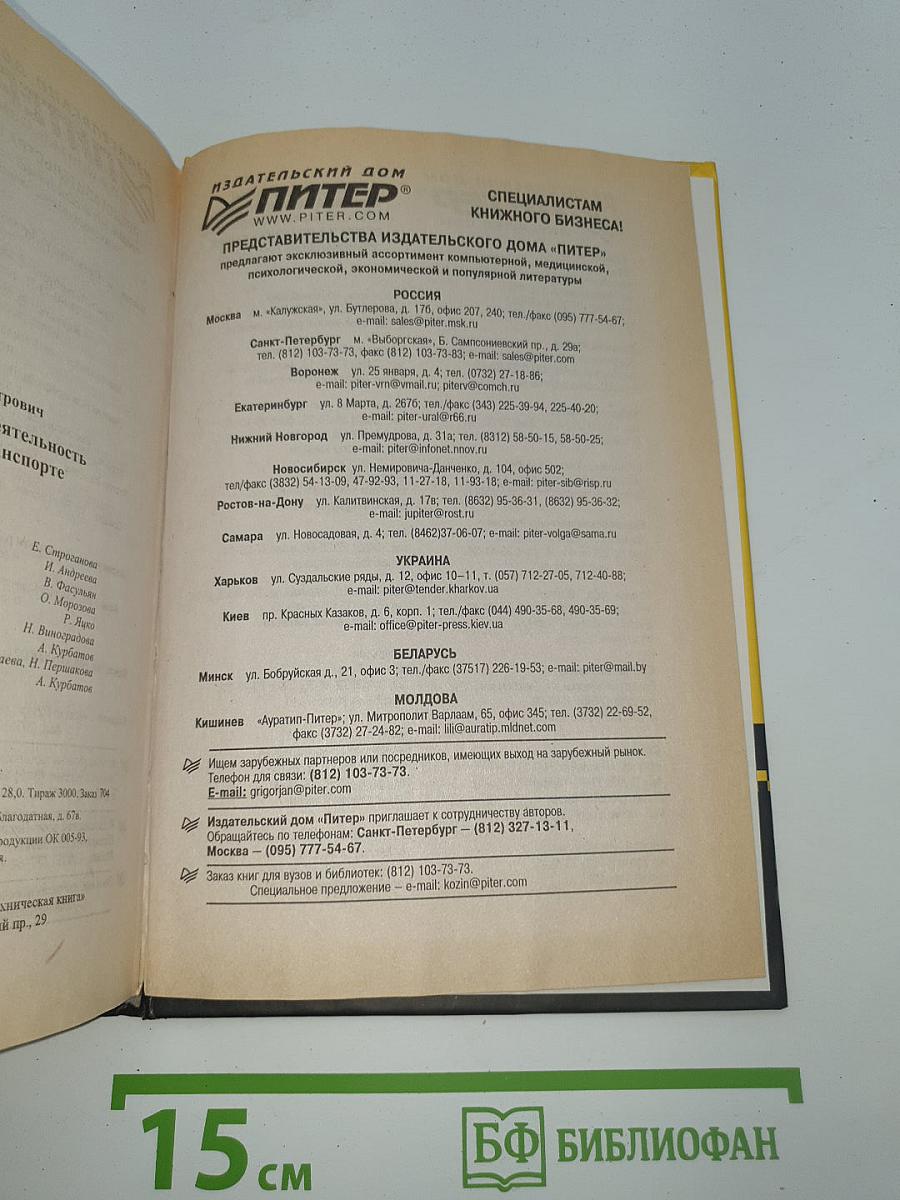 трович
еятельность
нспорте
Е. Строганова
И. Андреева
В. Фасульян
О. Морозова
Р. Яцко
Н. Виноградова
А. Курбатов
аева, Н. Першакова
А. Курбатов
28,0. Тираж 3000. Заказ 704
лагодатная, д. 67в.
родукции ОК 005-93,
я.
хническая книга»
й пр., 29
ИЗДАТЕЛЬСКИЙ ДОМ
ПИТЕР®
WWW.PITER.COM
СПЕЦИАЛИСТАМ
КНИЖНОГО БИЗНЕСА!
ПРЕДСТАВИТЕЛЬСТВА ИЗДАТЕЛЬСКОГО ДОМА «ПИТЕР»
предлагают эксклюзивный ассортимент компьютерной, медицинской,
психологической, экономической и популярной литературы
РОССИЯ
Москва м. «Калужская», ул. Бутлерова, д. 17б, офис 207, 240; тел./факс (095) 777-54-67;
e-mail: sales@piter.msk.ru
Санкт-Петербург м. «Выборгская», Б. Сампсониевский пр., д. 29а;
тел. (812) 103-73-73, факс (812) 103-73-83; e-mail: sales@piter.com
Воронеж ул. 25 января, д. 4; тел. (0732) 27-18-86;
e-mail: piter-vrn@vmail.ru; piterv@comch.ru
Екатеринбург ул. 8 Марта, д. 267б; тел./факс (343) 225-39-94, 225-40-20;
e-mail: piter-ural@r66.ru
Нижний Новгород ул. Премудрова, д. 31а; тел. (8312) 58-50-15, 58-50-25;
e-mail: piter@infonet.nnov.ru
Новосибирск ул. Немировича-Данченко, д. 104, офис 502;
тел/факс (3832) 54-13-09, 47-92-93, 11-27-18, 11-93-18; e-mail: piter-sib@risp.ru
Ростов-на-Дону ул. Калитвинская, д. 17в; тел. (8632) 95-36-31, (8632) 95-36-32;
e-mail: jupiter@rost.ru
Самара ул. Новосадовая, д. 4; тел. (8462)37-06-07; e-mail: piter-volga@sama.ru
УКРАИНА
Харьков ул. Суздальские ряды, д. 12, офис 10–11, т. (057) 712-27-05, 712-40-88;
e-mail: piter@tender.kharkov.ua
Киев пр. Красных Казаков, д. 6, корп. 1; тел./факс (044) 490-35-68, 490-35-69;
e-mail: office@piter-press.kiev.ua
БЕЛАРУСЬ
Минск ул. Бобруйская д., 21, офис 3; тел./факс (37517) 226-19-53; e-mail: piter@mail.by
МОЛДОВА
Кишинев «Ауратип-Питер»; ул. Митрополит Варлаам, 65, офис 345; тел. (3732) 22-69-52,
факс (3732) 27-24-82; e-mail: lili@auratip.mldnet.com
Ищем зарубежных партнеров или посредников, имеющих выход на зарубежный рынок.
Телефон для связи: (812) 103-73-73.
E-mail: grigorjan@piter.com
Издательский дом «Питер» приглашает к сотрудничеству авторов.
Обращайтесь по телефонам: Санкт-Петербург – (812) 327-13-11,
Москва – (095) 777-54-67.
Заказ книг для вузов и библиотек: (812) 103-73-73.
Специальное предложение – e-mail: kozin@piter.com
15 см
БФ БИБЛИОФАН